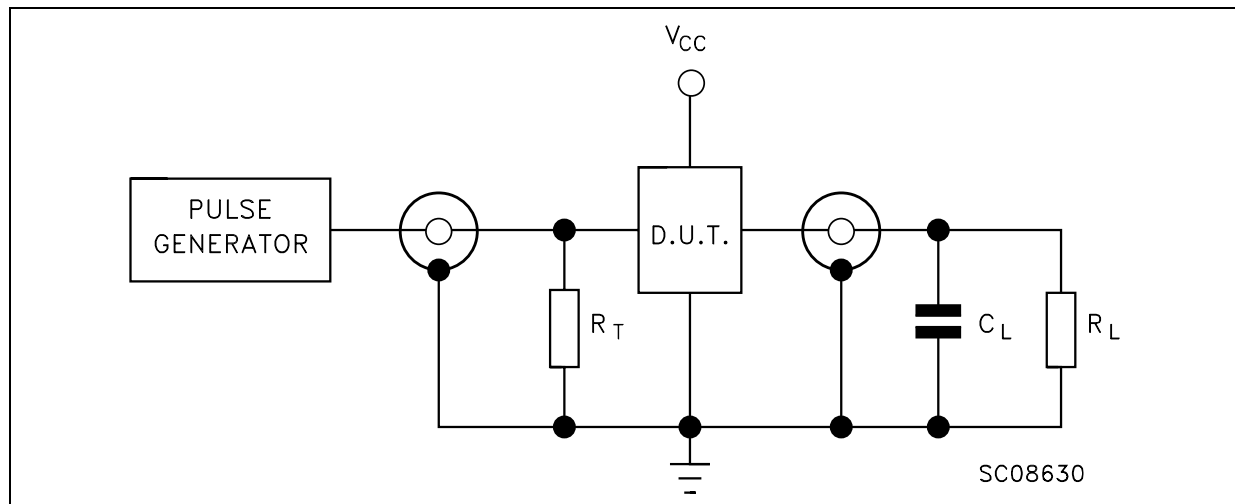 VCC
PULSE
GENERATOR
D.U.T.
RT
CL
RL
SC08630